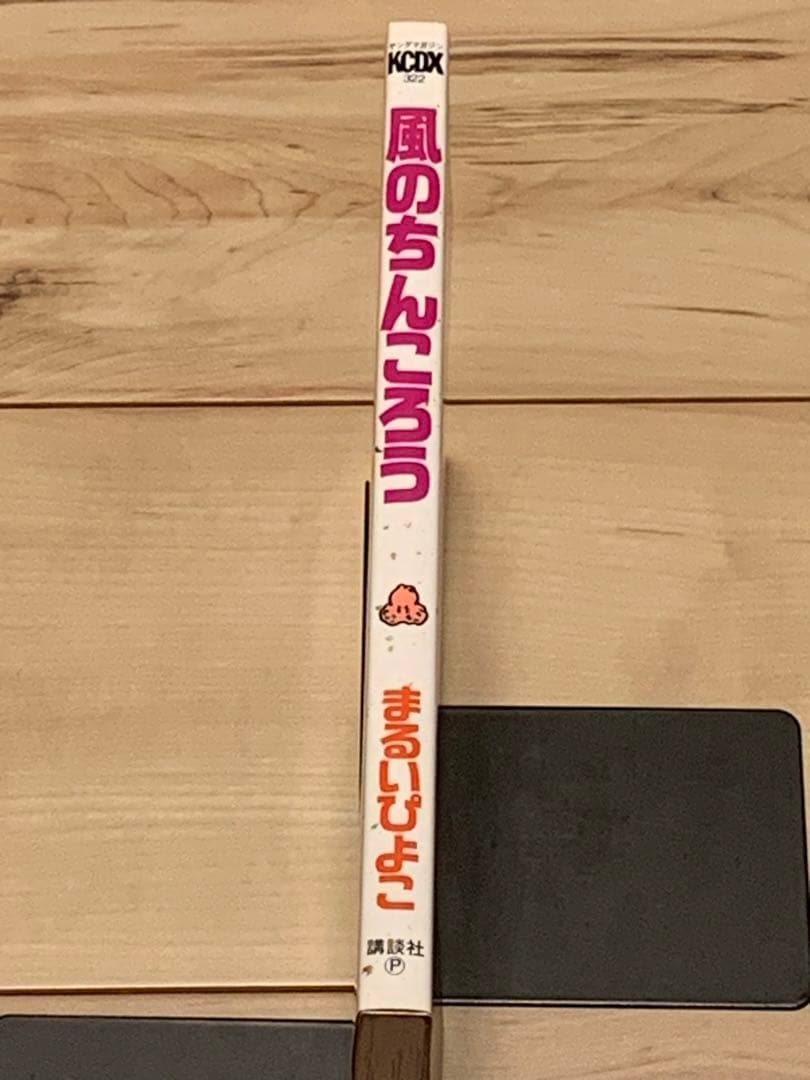 ヤングマガジン
KCDX
322
風のちんころう
まるいぴよこ
講談社
P